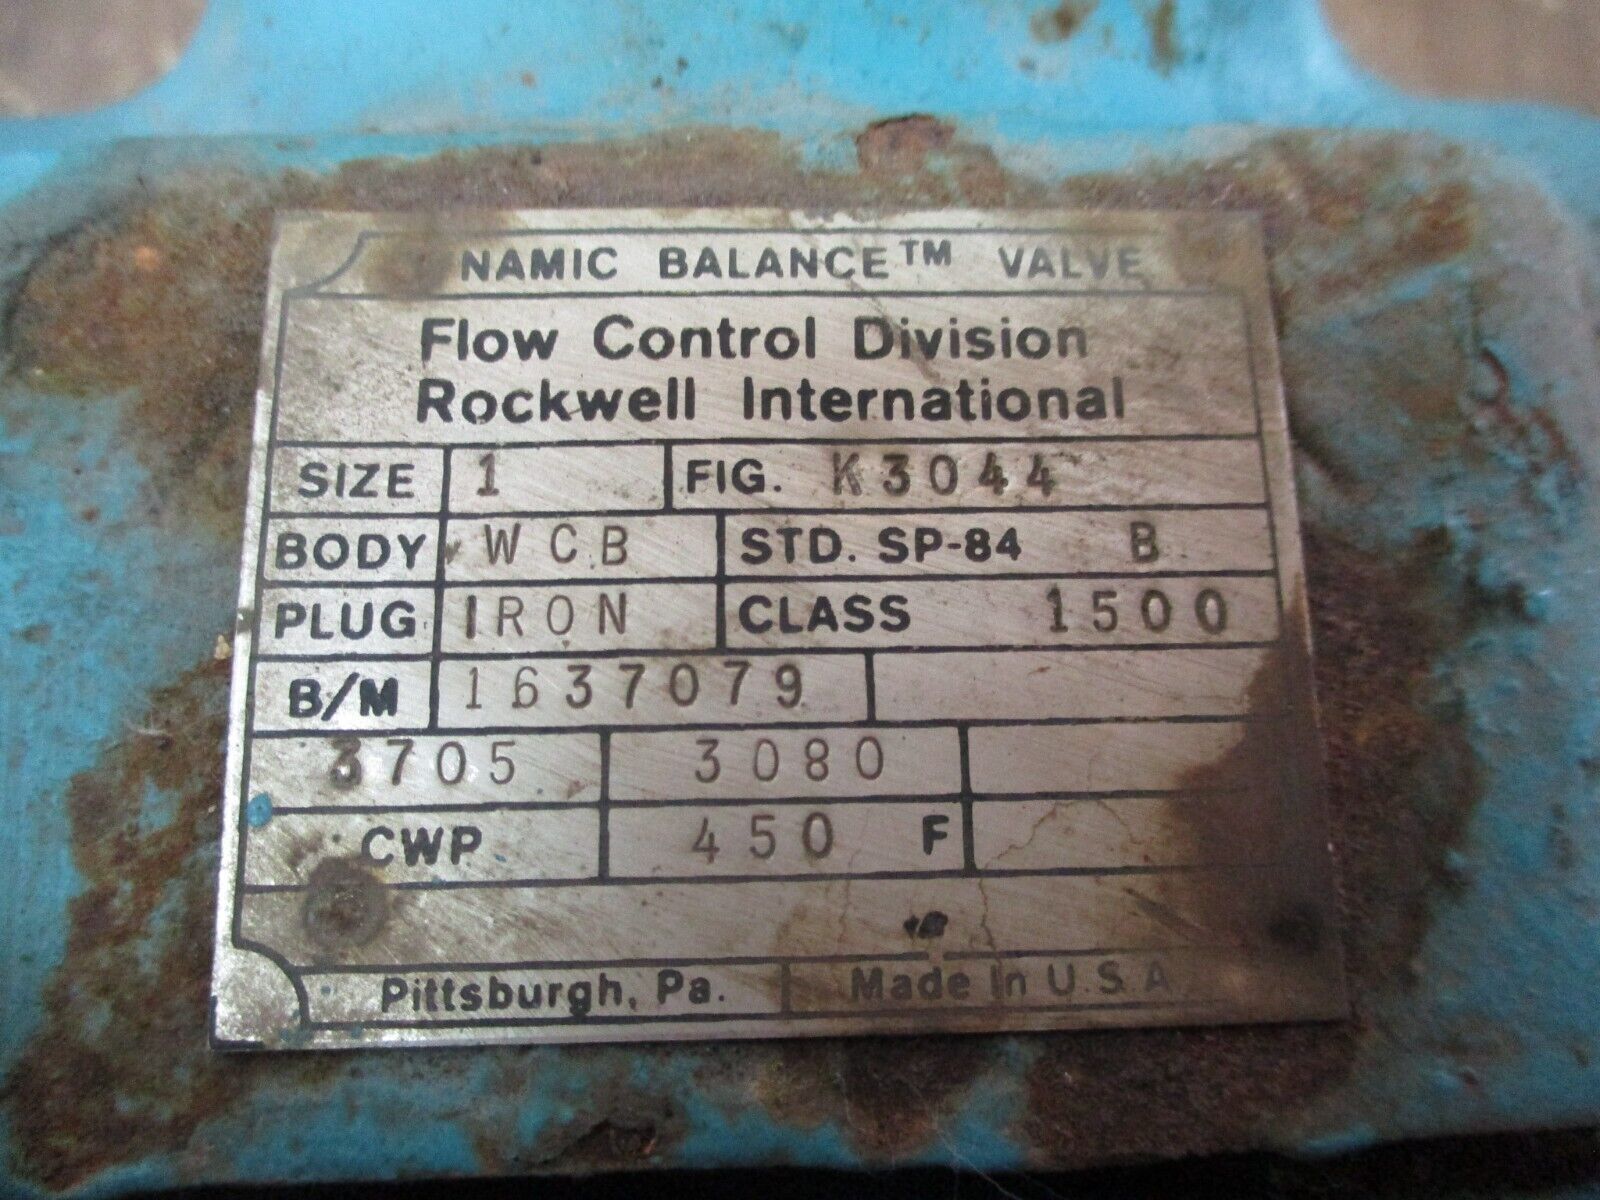 NAMIC BALANCE™ VALVE
Flow Control Division
Rockwell International
SIZE 1 FIG. K3044
BODY WCB STD. SP-84 B
PLUG IRON CLASS 1500
B/M 1637079
3705 3080
CWP 450 F
Pittsburgh, Pa. Made In U.S.A